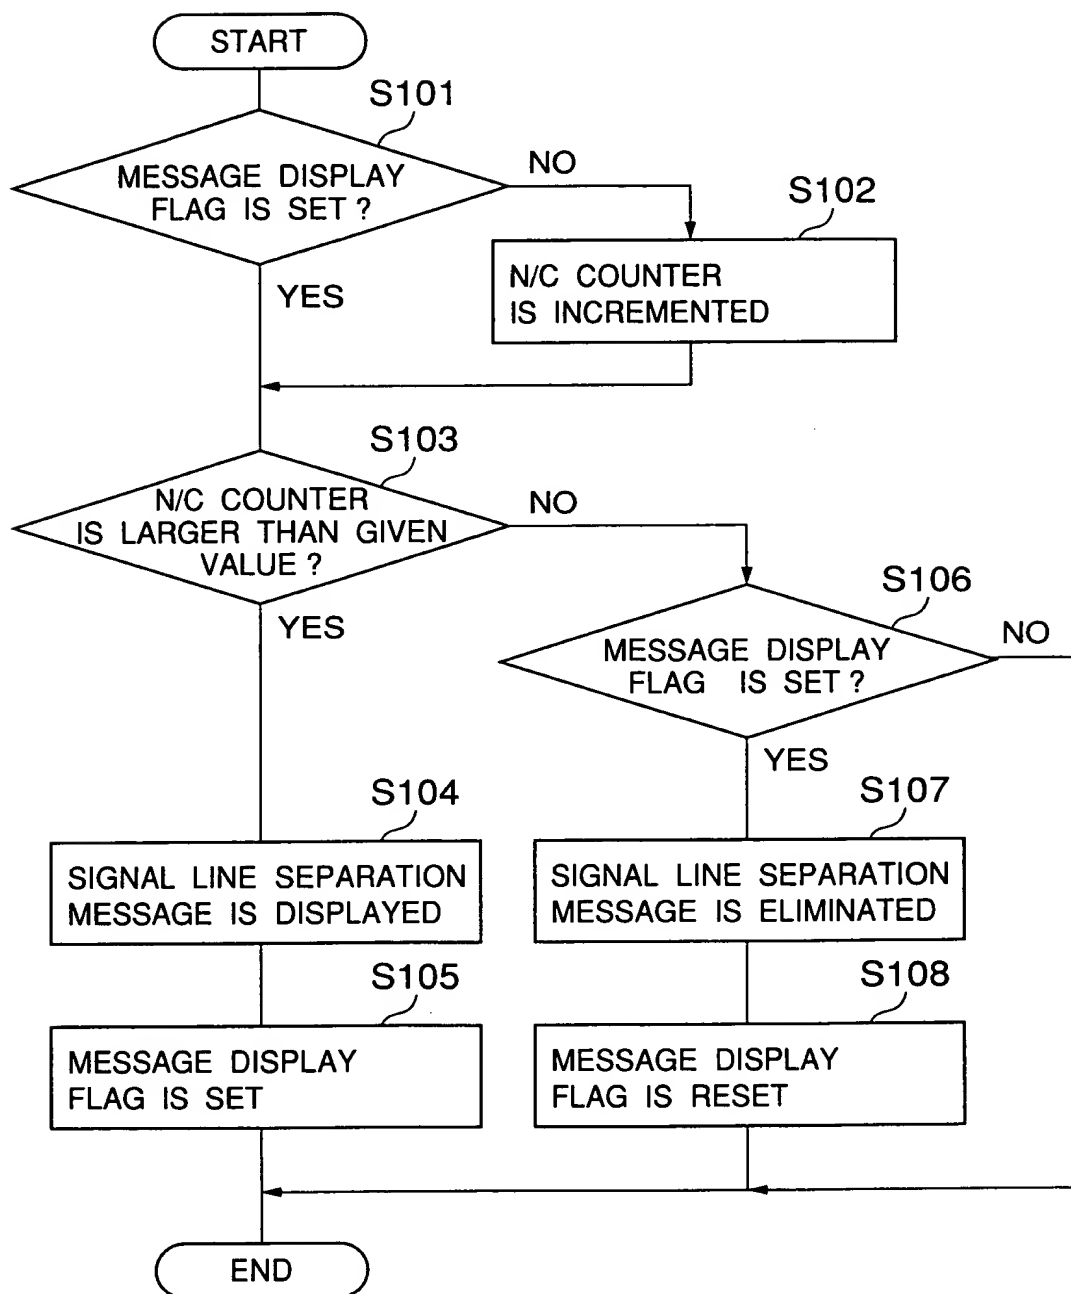 START
S101
MESSAGE DISPLAY
FLAG IS SET ?
NO
YES
S102
N/C COUNTER
IS INCREMENTED
S103
N/C COUNTER
IS LARGER THAN GIVEN
VALUE ?
NO
YES
S106
MESSAGE DISPLAY
FLAG IS SET ?
NO
YES
S104
SIGNAL LINE SEPARATION
MESSAGE IS DISPLAYED
S107
SIGNAL LINE SEPARATION
MESSAGE IS ELIMINATED
S105
MESSAGE DISPLAY
FLAG IS SET
S108
MESSAGE DISPLAY
FLAG IS RESET
END